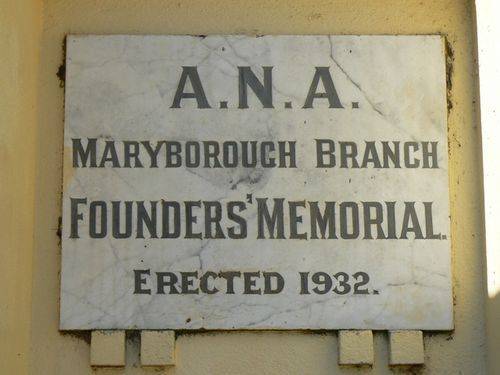 A.N.A.
MARYBOROUGH BRANCH
FOUNDERS' MEMORIAL.
ERECTED 1932.